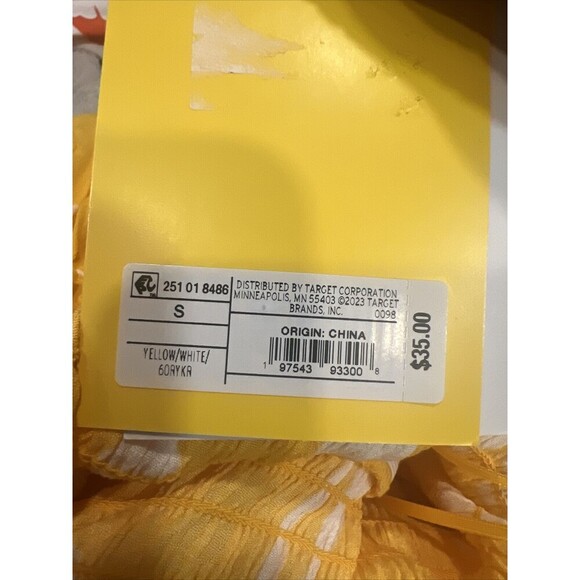 251 01 8486
S
YELLOW/WHITE/
60RYKR
DISTRIBUTED BY TARGET CORPORATION
MINNEAPOLIS, MN 55403 ©2023 TARGET
BRANDS, INC. 0098
ORIGIN: CHINA
1 97543 93300 8
$35.00